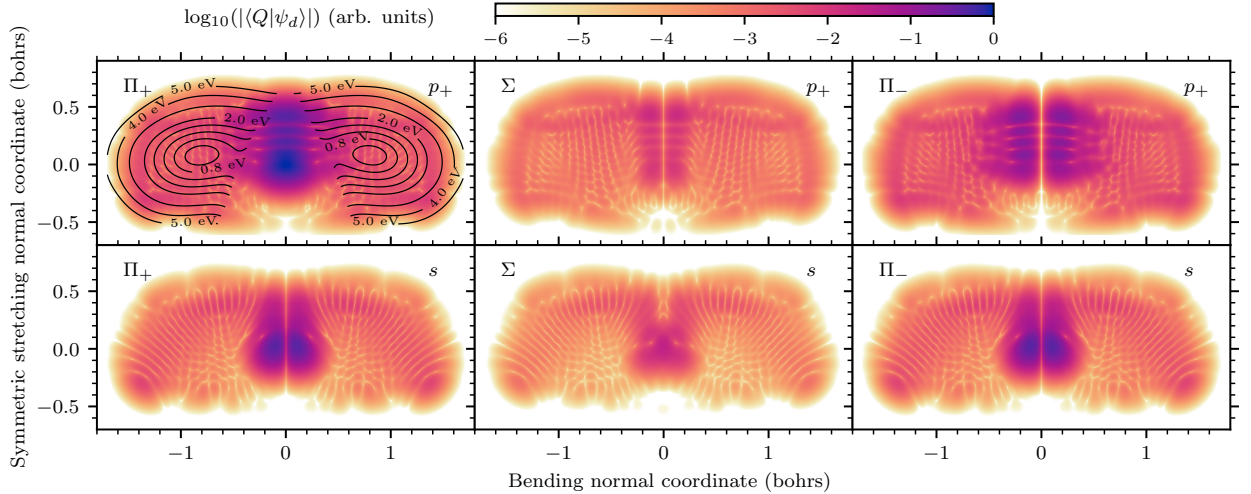 log₁₀(|⟨Q|ψ_d⟩|) (arb. units)
−6 −5 −4 −3 −2 −1 0
Symmetric stretching normal coordinate (bohrs)
Π₊ p₊ Σ p₊ Π₋ p₊
0.5
0.0
−0.5
5.0 eV 5.0 eV
4.0 eV 2.0 eV 2.0 eV
0.8 eV
0.8 eV
4.0 eV
5.0 eV 5.0 eV
Π₊ s Σ s Π₋ s
0.5
0.0
−0.5
−1 0 1 −1 0 1 −1 0 1
Bending normal coordinate (bohrs)